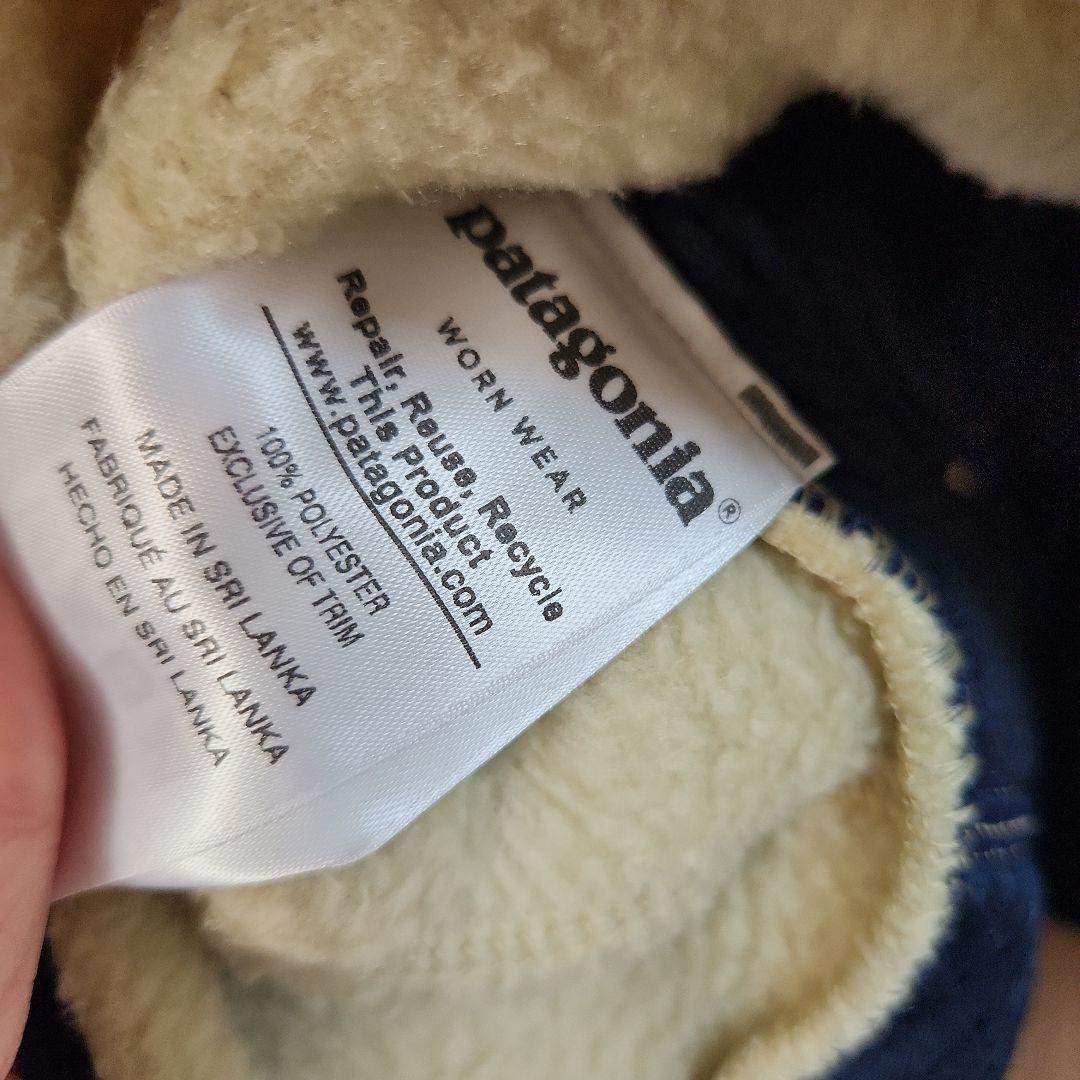 patagonia®
WORN WEAR
Repair, Reuse, Recycle
This Product
www.patagonia.com
100% POLYESTER
EXCLUSIVE OF TRIM
MADE IN SRI LANKA
FABRIQUÉ AU SRI LANKA
HECHO EN SRI LANKA